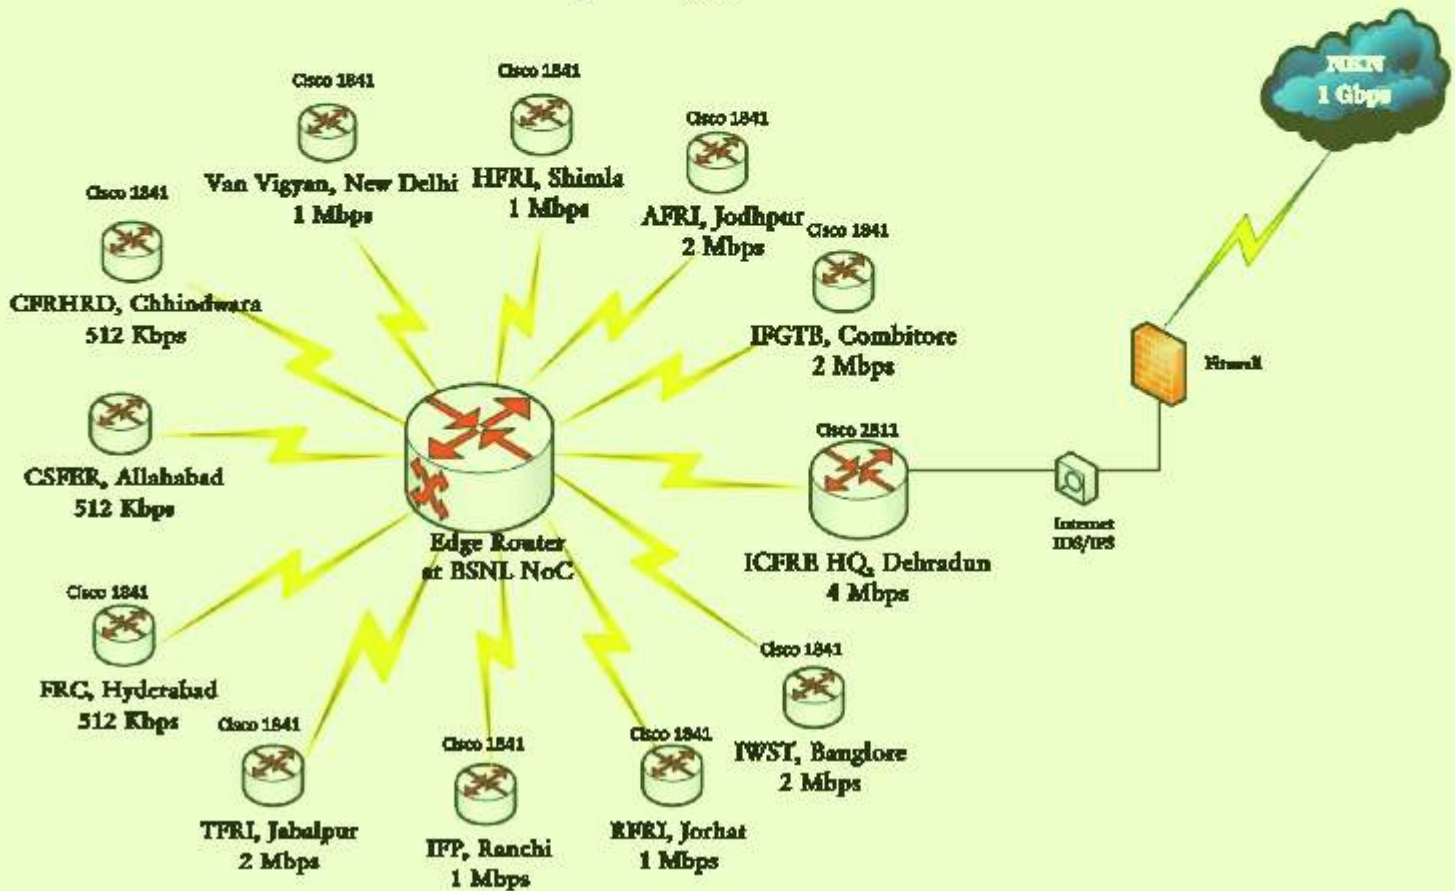 Cisco 1841
Van Vigyan, New Delhi
1 Mbps
Cisco 1841
HFRI, Shimla
1 Mbps
Cisco 1841
AFRI, Jodhpur
2 Mbps
Cisco 1841
IFGTB, Combitore
2 Mbps
NKN
1 Gbps
Firewall
Cisco 1841
CFRHRD, Chhindwara
512 Kbps
CSFER, Allahabad
512 Kbps
Edge Router
at BSNL NoC
Cisco 2811
ICFRE HQ, Dehradun
4 Mbps
Internet
IDS/IPS
Cisco 1841
FRC, Hyderabad
512 Kbps
Cisco 1841
TFRI, Jabalpur
2 Mbps
Cisco 1841
IFP, Ranchi
1 Mbps
Cisco 1841
RFRI, Jorhat
1 Mbps
Cisco 1841
IWST, Banglore
2 Mbps